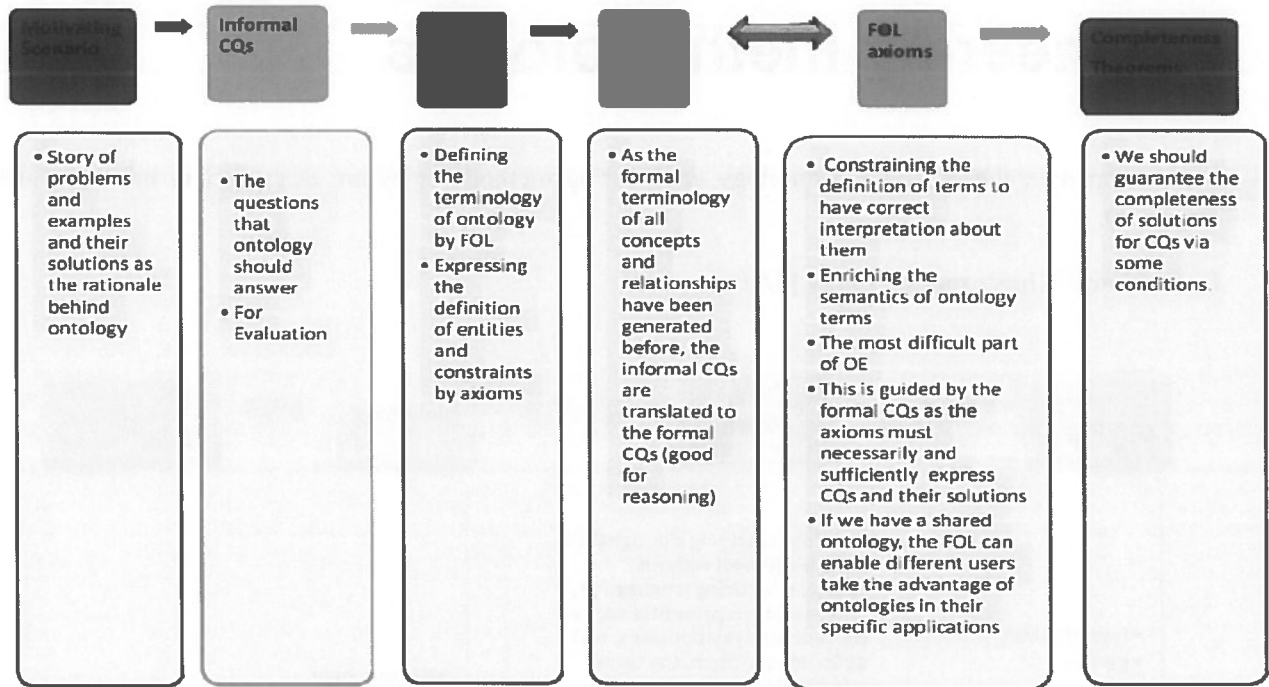 Motivating
Scenario
Informal
CQs
FOL
axioms
Completeness
Theorems
• Story of
problems
and
examples
and their
solutions as
the rationale
behind
ontology
• The
questions
that
ontology
should
answer
• For
Evaluation
• Defining
the
terminology
of ontology
by FOL
• Expressing
the
definition
of entities
and
constraints
by axioms
• As the
formal
terminology
of all
concepts
and
relationships
have been
generated
before, the
informal CQs
are
translated to
the formal
CQs (good
for
reasoning)
• Constraining the
definition of terms to
have correct
interpretation about
them
• Enriching the
semantics of ontology
terms
• The most difficult part
of OE
• This is guided by the
formal CQs as the
axioms must
necessarily and
sufficiently express
CQs and their solutions
• If we have a shared
ontology, the FOL can
enable different users
take the advantage of
ontologies in their
specific applications
• We should
guarantee the
completeness
of solutions
for CQs via
some
conditions.